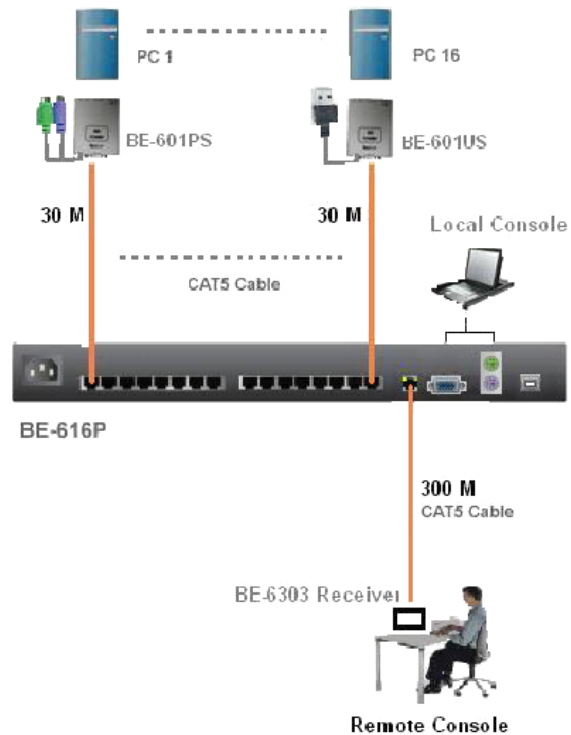 PC 1
PC 16
BE-601PS
BE-601US
30 M
30 M
Local Console
CAT5 Cable
BE-616P
300 M
CAT5 Cable
BE-6303 Receiver
Remote Console